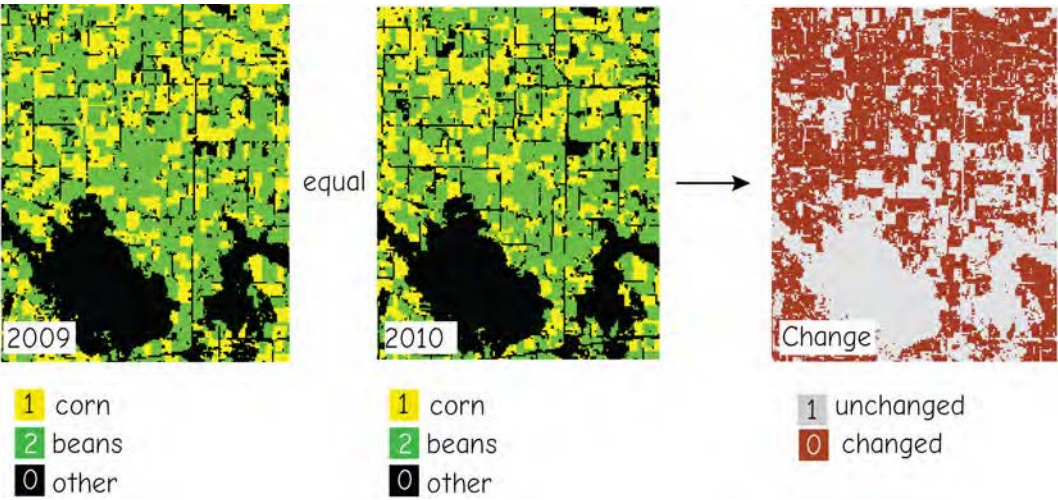 equal
2009
2010
Change
1 corn
2 beans
0 other
1 corn
2 beans
0 other
1 unchanged
0 changed